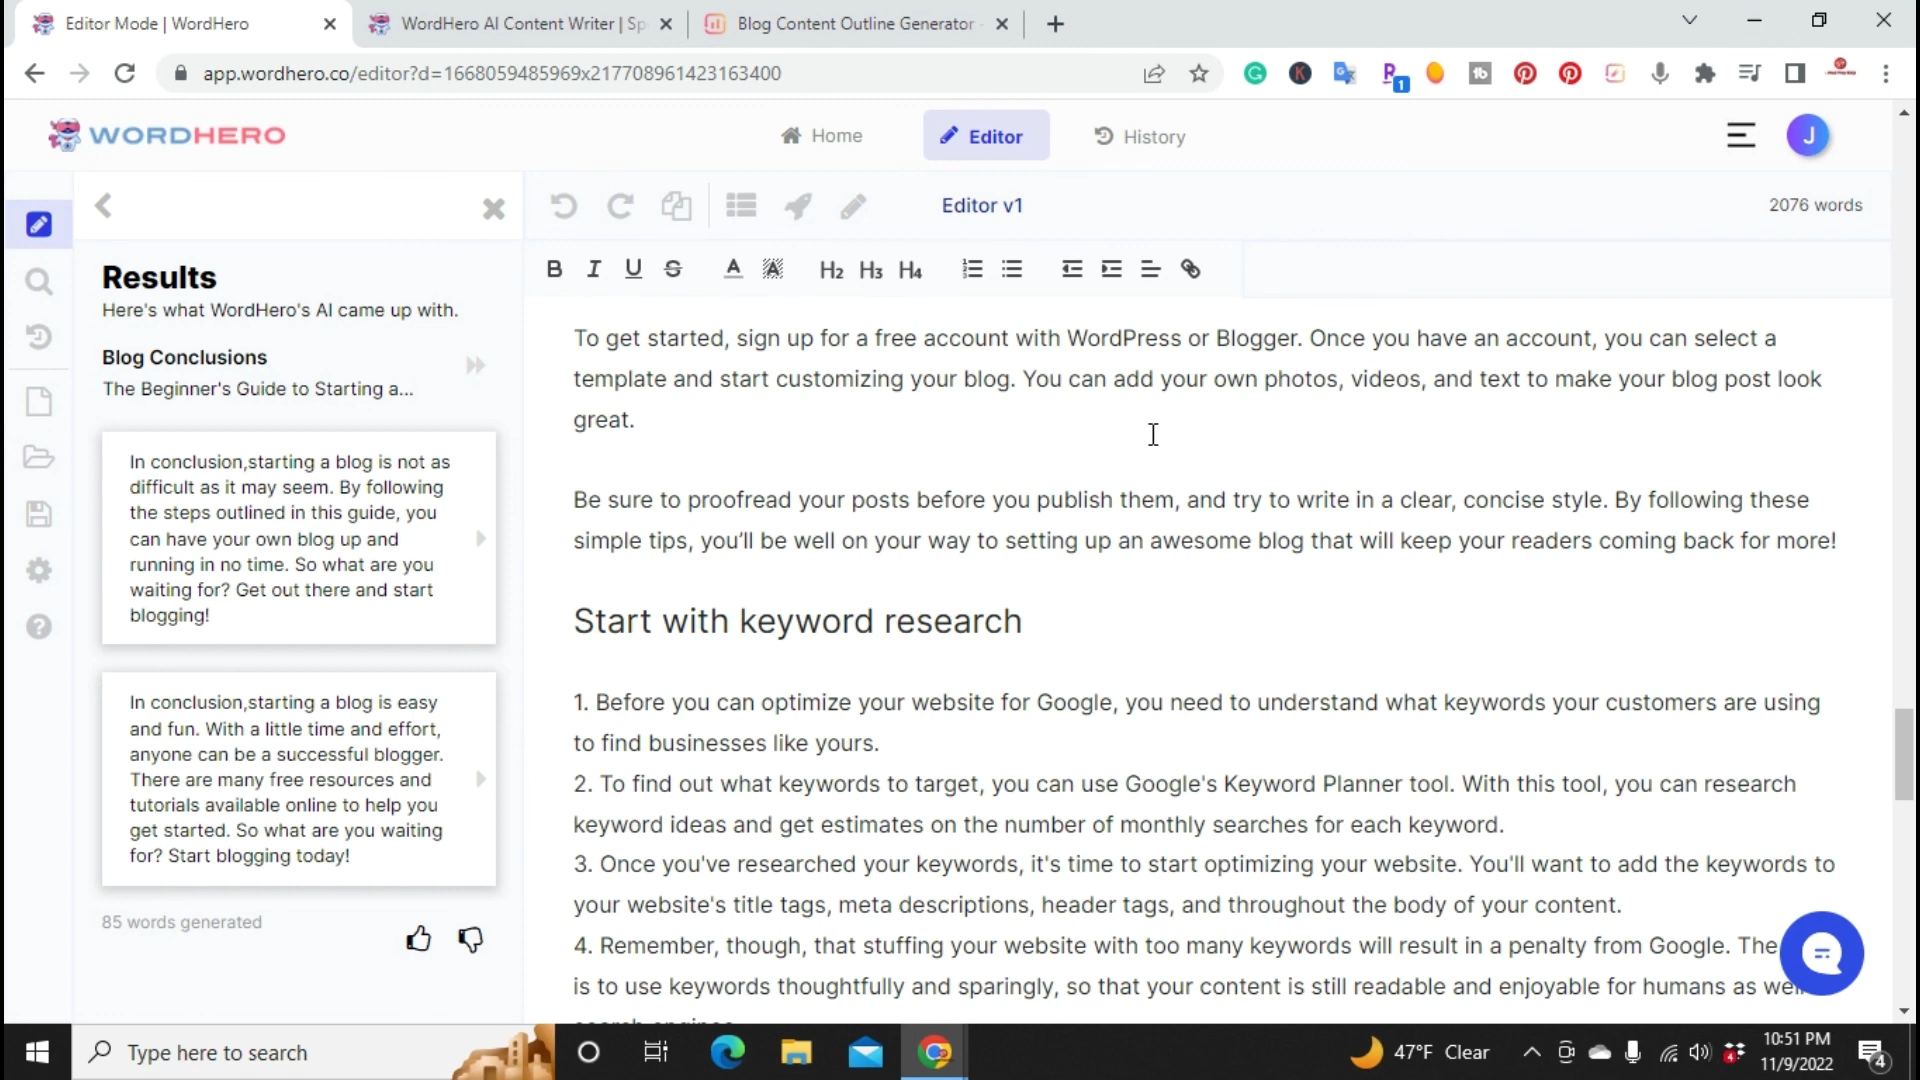 Editor Mode | WordHero
WordHero AI Content Writer | Sp
Blog Content Outline Generator
app.wordhero.co/editor?d=1668059485969x217708961423163400
1
WORDHERO
Home
Editor
History
J
Editor v1
2076 words
B I U S A A H2 H3 H4
Results
Here's what WordHero's AI came up with.
Blog Conclusions
The Beginner's Guide to Starting a...
In conclusion,starting a blog is not as
difficult as it may seem. By following
the steps outlined in this guide, you
can have your own blog up and
running in no time. So what are you
waiting for? Get out there and start
blogging!
In conclusion,starting a blog is easy
and fun. With a little time and effort,
anyone can be a successful blogger.
There are many free resources and
tutorials available online to help you
get started. So what are you waiting
for? Start blogging today!
85 words generated
To get started, sign up for a free account with WordPress or Blogger. Once you have an account, you can select a
template and start customizing your blog. You can add your own photos, videos, and text to make your blog post look
great.
Be sure to proofread your posts before you publish them, and try to write in a clear, concise style. By following these
simple tips, you’ll be well on your way to setting up an awesome blog that will keep your readers coming back for more!
Start with keyword research
1. Before you can optimize your website for Google, you need to understand what keywords your customers are using
to find businesses like yours.
2. To find out what keywords to target, you can use Google's Keyword Planner tool. With this tool, you can research
keyword ideas and get estimates on the number of monthly searches for each keyword.
3. Once you've researched your keywords, it's time to start optimizing your website. You'll want to add the keywords to
your website's title tags, meta descriptions, header tags, and throughout the body of your content.
4. Remember, though, that stuffing your website with too many keywords will result in a penalty from Google. The
is to use keywords thoughtfully and sparingly, so that your content is still readable and enjoyable for humans as well
Type here to search
47°F Clear
4
10:51 PM
11/9/2022
4